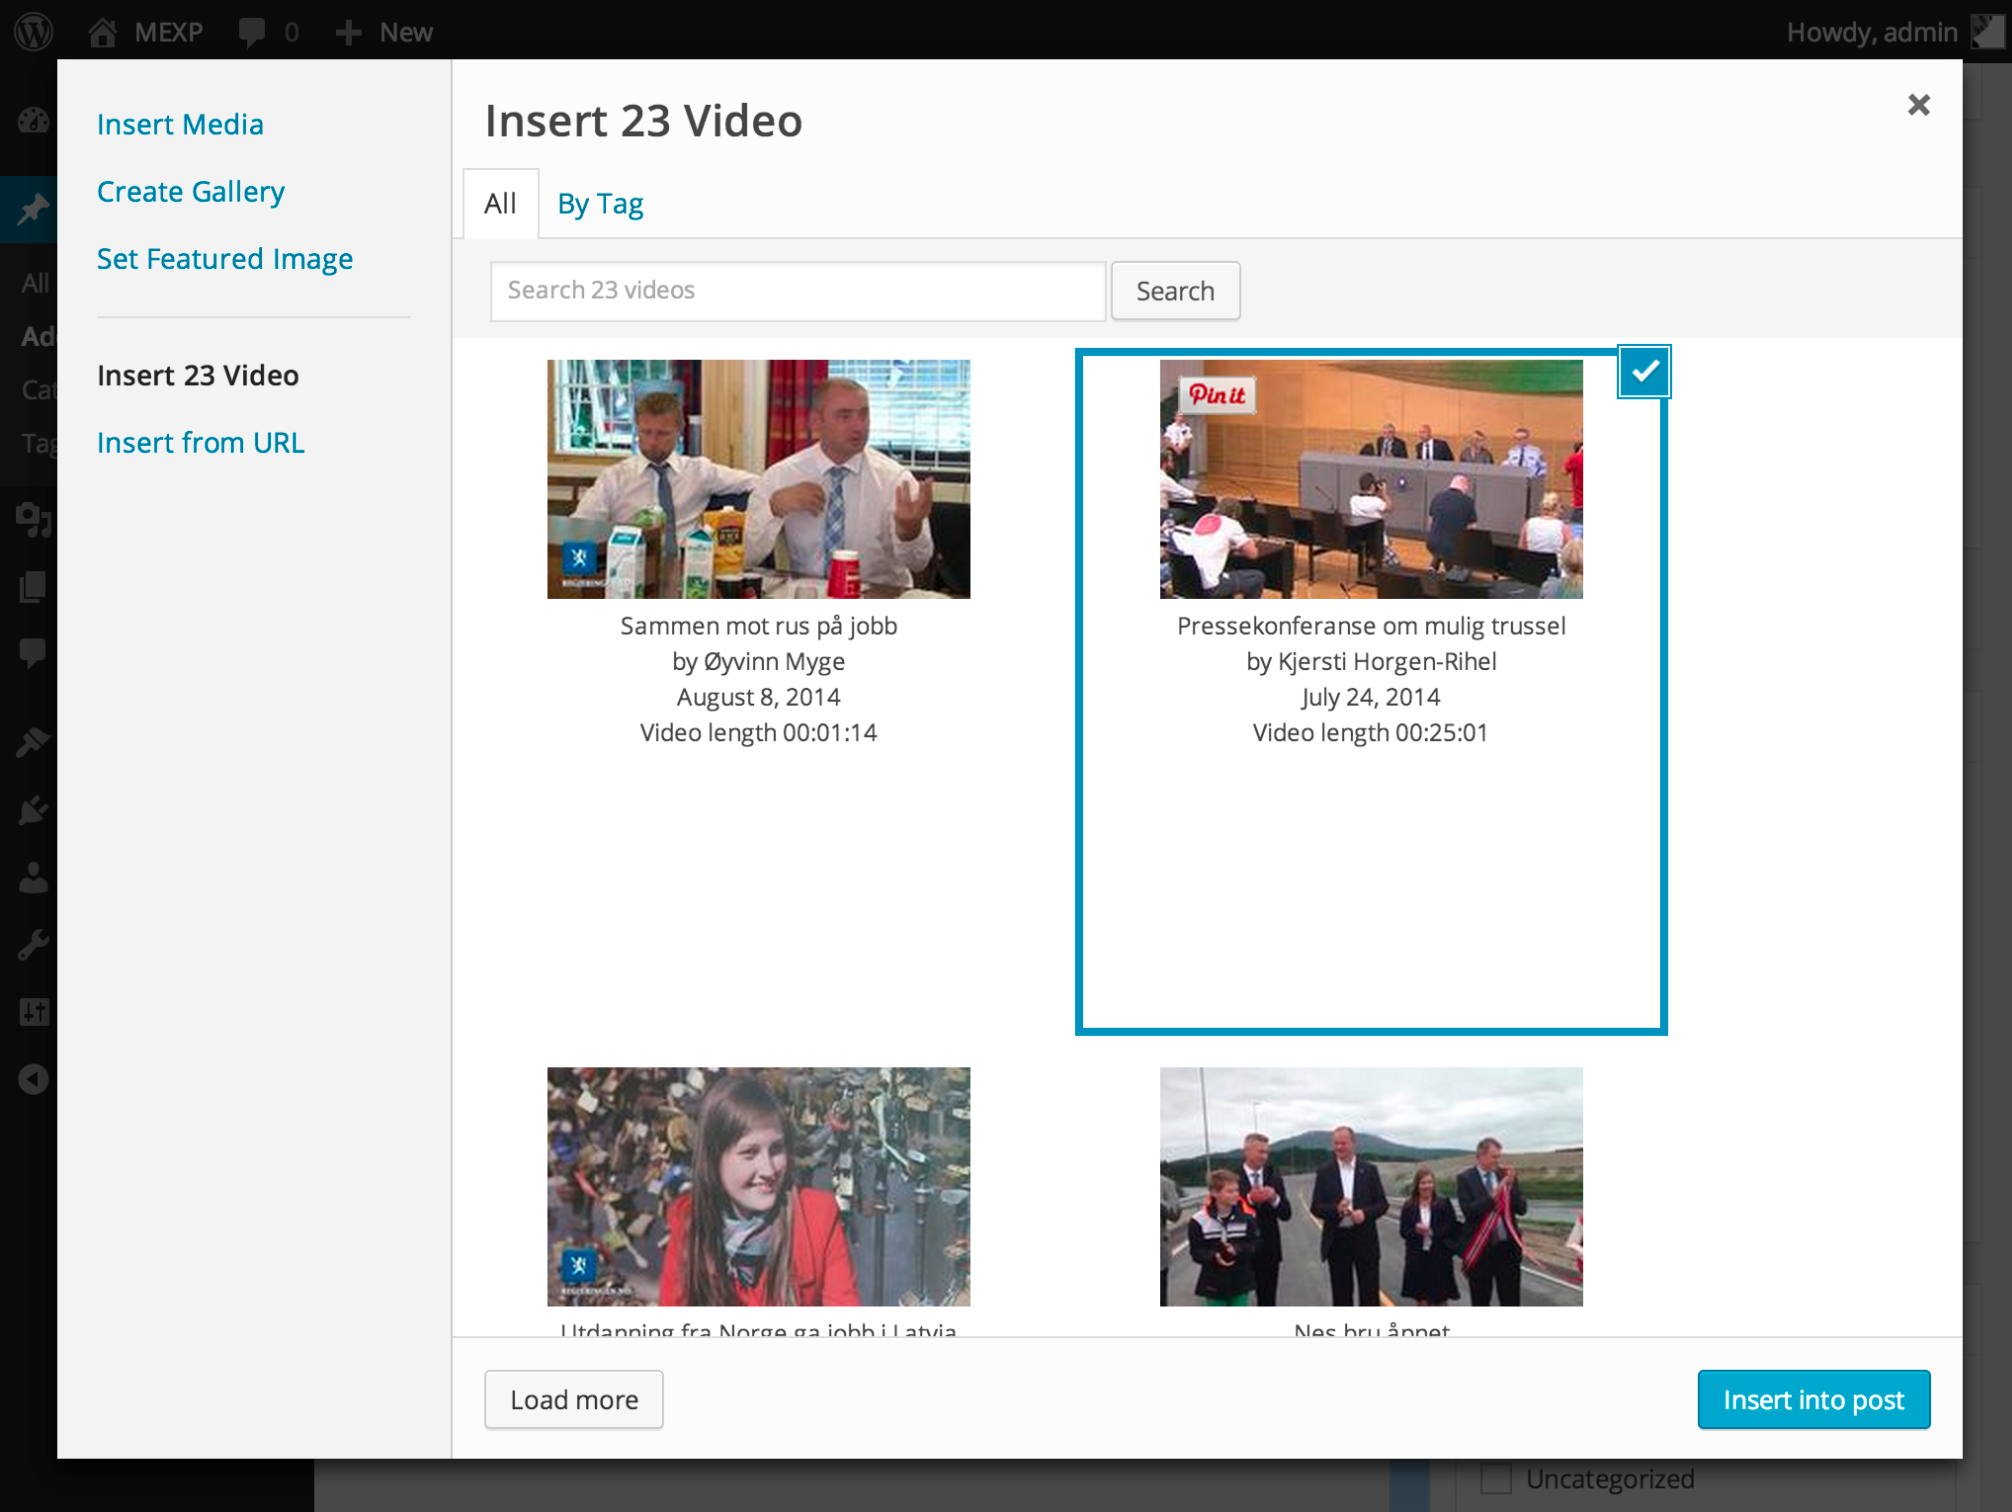 MEXP 0 New
Howdy, admin
Insert Media
Create Gallery
Set Featured Image
Insert 23 Video
Insert from URL
All
Ad
Cat
Tag
Insert 23 Video
All By Tag
Search 23 videos
Search
Pin it
REGJERINGEN.NO
Sammen mot rus på jobb
by Øyvinn Myge
August 8, 2014
Video length 00:01:14
Pressekonferanse om mulig trussel
by Kjersti Horgen-Rihel
July 24, 2014
Video length 00:25:01
REGJERINGEN.NO
Utdanning fra Norge ga jobb i Latvia
Nes bru åpnet
Load more
Insert into post
Uncategorized